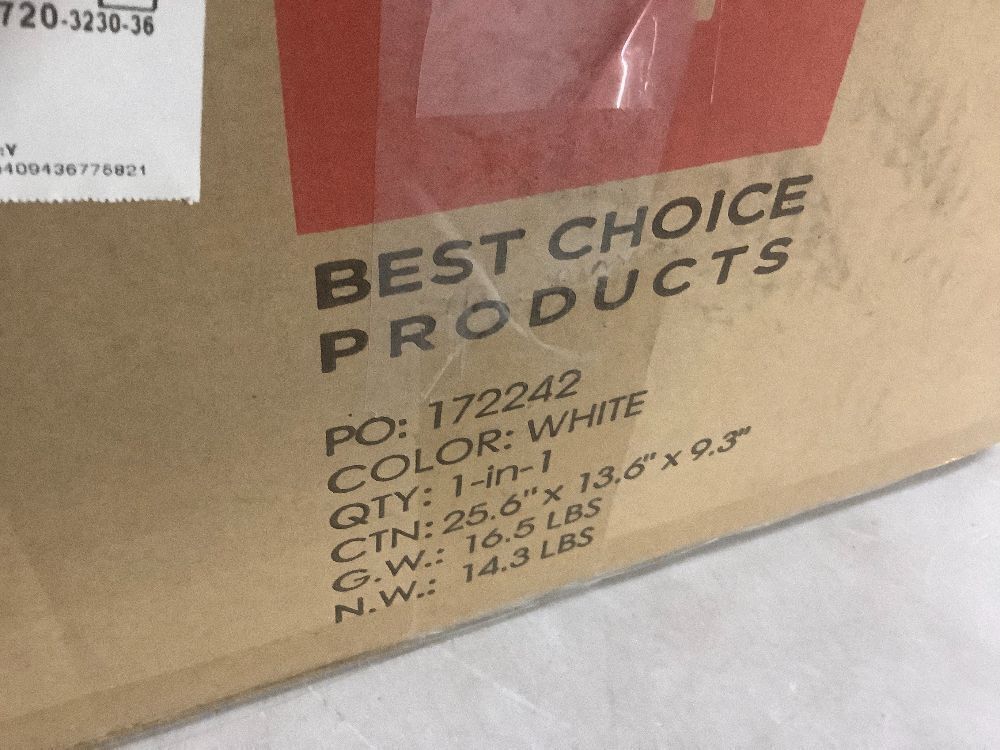 720-3230-36
409436775821
BEST CHOICE
PRODUCTS
PO: 172242
COLOR: WHITE
QTY: 1-in-1
CTN: 25.6" x 13.6" x 9.3"
G.W.: 16.5 LBS
N.W.: 14.3 LBS